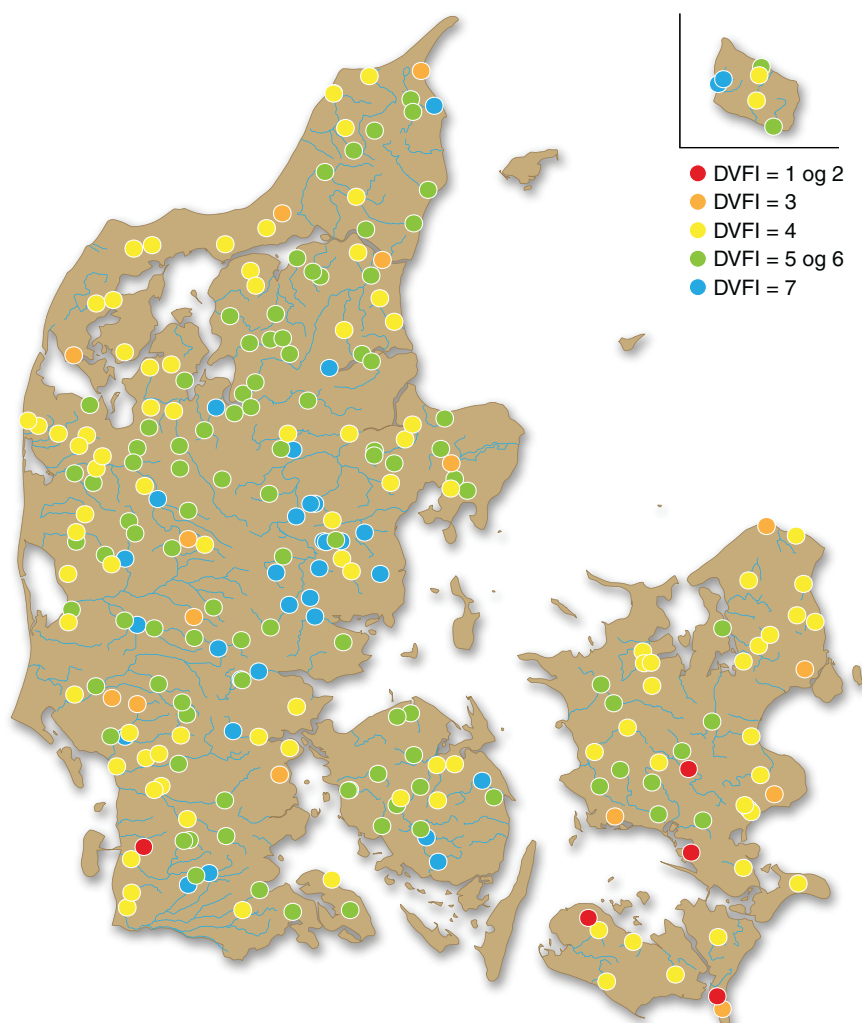 DVFI = 1 og 2
DVFI = 3
DVFI = 4
DVFI = 5 og 6
DVFI = 7